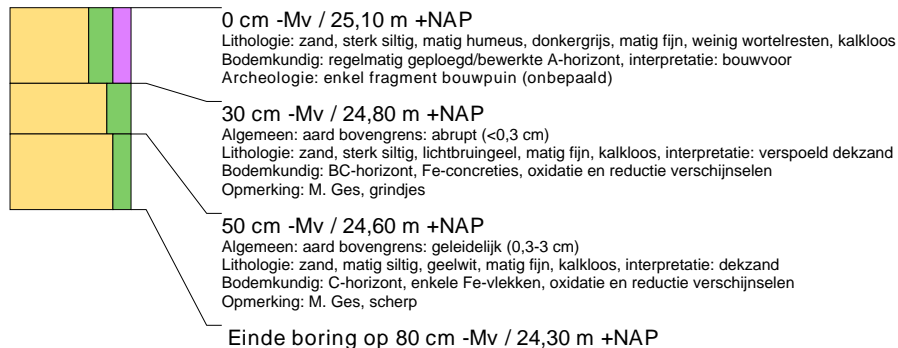 0 cm -Mv / 25,10 m +NAP
Lithologie: zand, sterk siltig, matig humeus, donkergrijs, matig fijn, weinig wortelresten, kalkloos
Bodemkundig: regelmatig geploegd/bewerkte A-horizont, interpretatie: bouwvoor
Archeologie: enkel fragment bouwpuin (onbepaald)
30 cm -Mv / 24,80 m +NAP
Algemeen: aard bovengrens: abrupt (<0,3 cm)
Lithologie: zand, sterk siltig, lichtbruingeel, matig fijn, kalkloos, interpretatie: verspoeld dekzand
Bodemkundig: BC-horizont, Fe-concreties, oxidatie en reductie verschijnselen
Opmerking: M. Ges, grindjes
50 cm -Mv / 24,60 m +NAP
Algemeen: aard bovengrens: geleidelijk (0,3-3 cm)
Lithologie: zand, matig siltig, geelwit, matig fijn, kalkloos, interpretatie: dekzand
Bodemkundig: C-horizont, enkele Fe-vlekken, oxidatie en reductie verschijnselen
Opmerking: M. Ges, scherp
Einde boring op 80 cm -Mv / 24,30 m +NAP